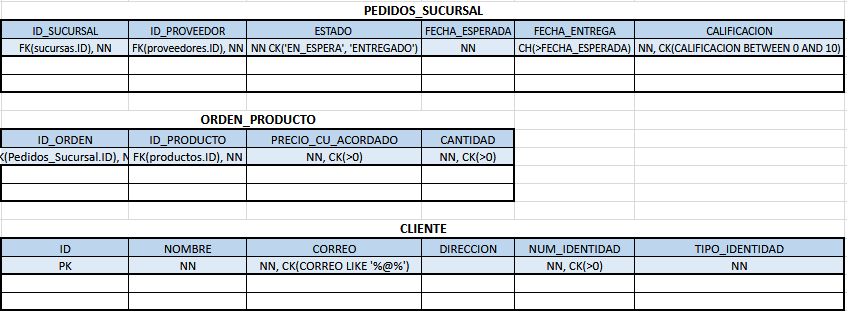 PEDIDOS_SUCURSAL
ID_SUCURSAL ID_PROVEEDOR ESTADO FECHA_ESPERADA FECHA_ENTREGA CALIFICACION
FK(sucursas.ID), NN FK(proveedores.ID), NN NN CK('EN_ESPERA', 'ENTREGADO') NN CH(>FECHA_ESPERADA) NN, CK(CALIFICACION BETWEEN 0 AND 10)
ORDEN_PRODUCTO
ID_ORDEN ID_PRODUCTO PRECIO_CU_ACORDADO CANTIDAD
K(Pedidos_Sucursal.ID), N FK(productos.ID), NN NN, CK(>0) NN, CK(>0)
CLIENTE
ID NOMBRE CORREO DIRECCION NUM_IDENTIDAD TIPO_IDENTIDAD
PK NN NN, CK(CORREO LIKE '%@%') NN, CK(>0) NN